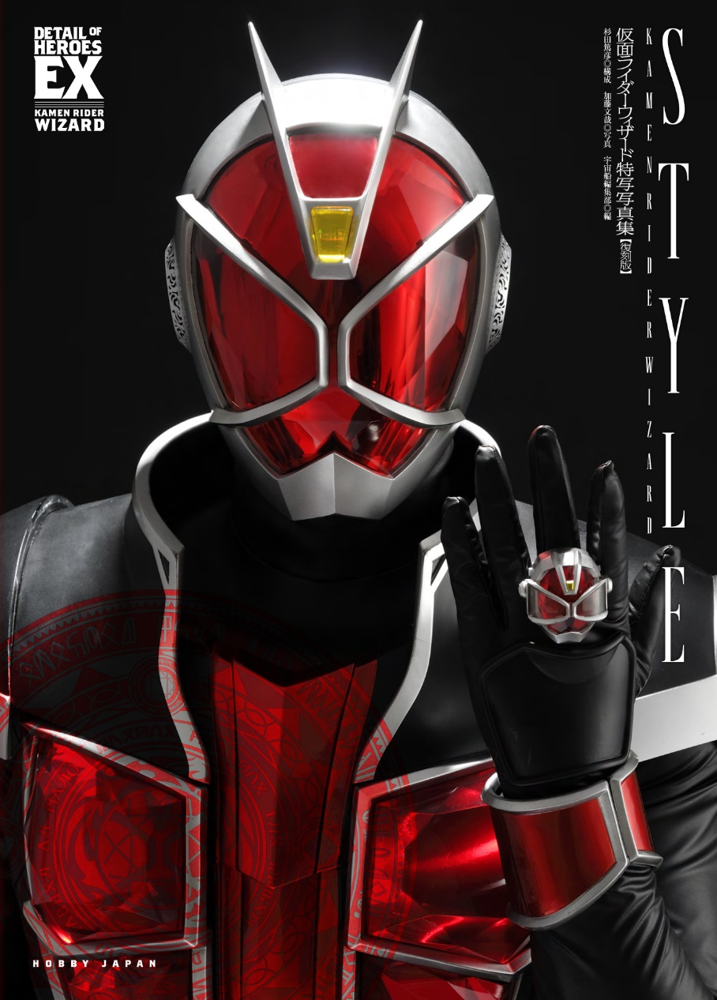 DETAIL OF
HEROES
EX
KAMEN RIDER
WIZARD
STYLE
KAMEN RIDER WIZARD
仮面ライダーウィザード特写写真集【復刻版】
杉田篤彦◎構成 加藤文哉◎写真 宇宙船編集部◎編
HOBBY JAPAN